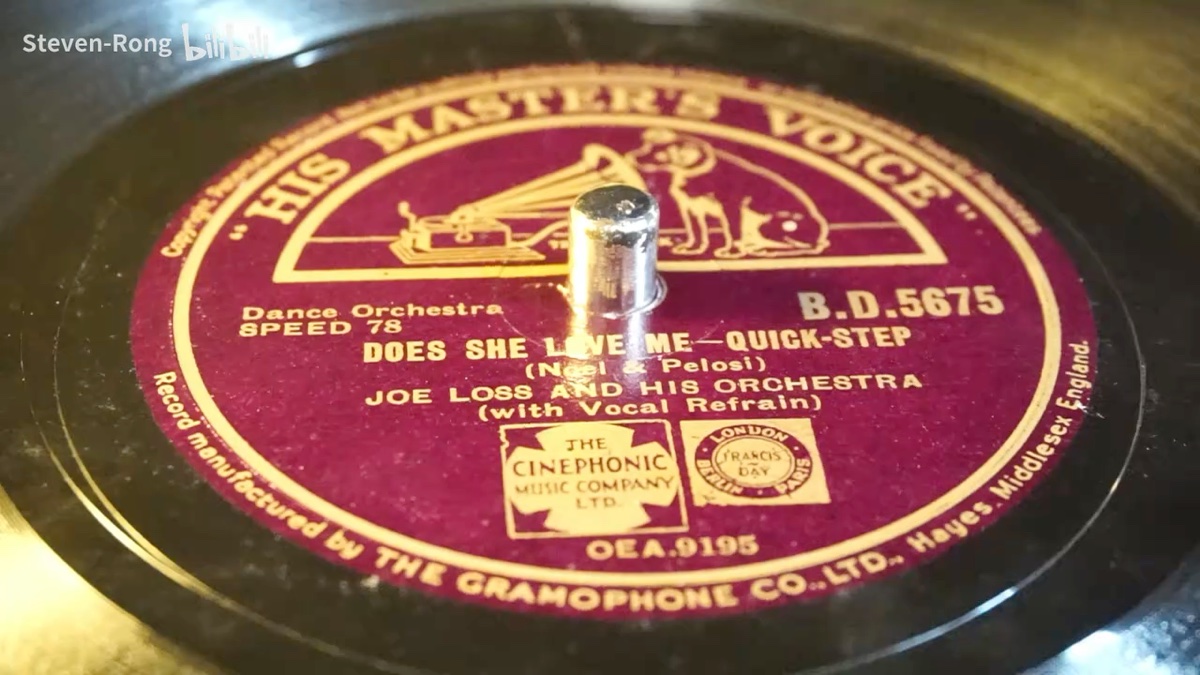 Steven-Rong bilibili
"HIS MASTER'S VOICE"
Dance Orchestra
SPEED 78
B.D.5675
DOES SHE LOVE ME—QUICK-STEP
(Noel & Pelosi)
JOE LOSS AND HIS ORCHESTRA
(with Vocal Refrain)
THE
CINEPHONIC
MUSIC COMPANY
LTD.
LONDON
FRANCIS
DAY
BERLIN · PARIS
OEA.9195
Record manufactured by THE GRAMOPHONE CO., LTD., Hayes, Middlesex England.